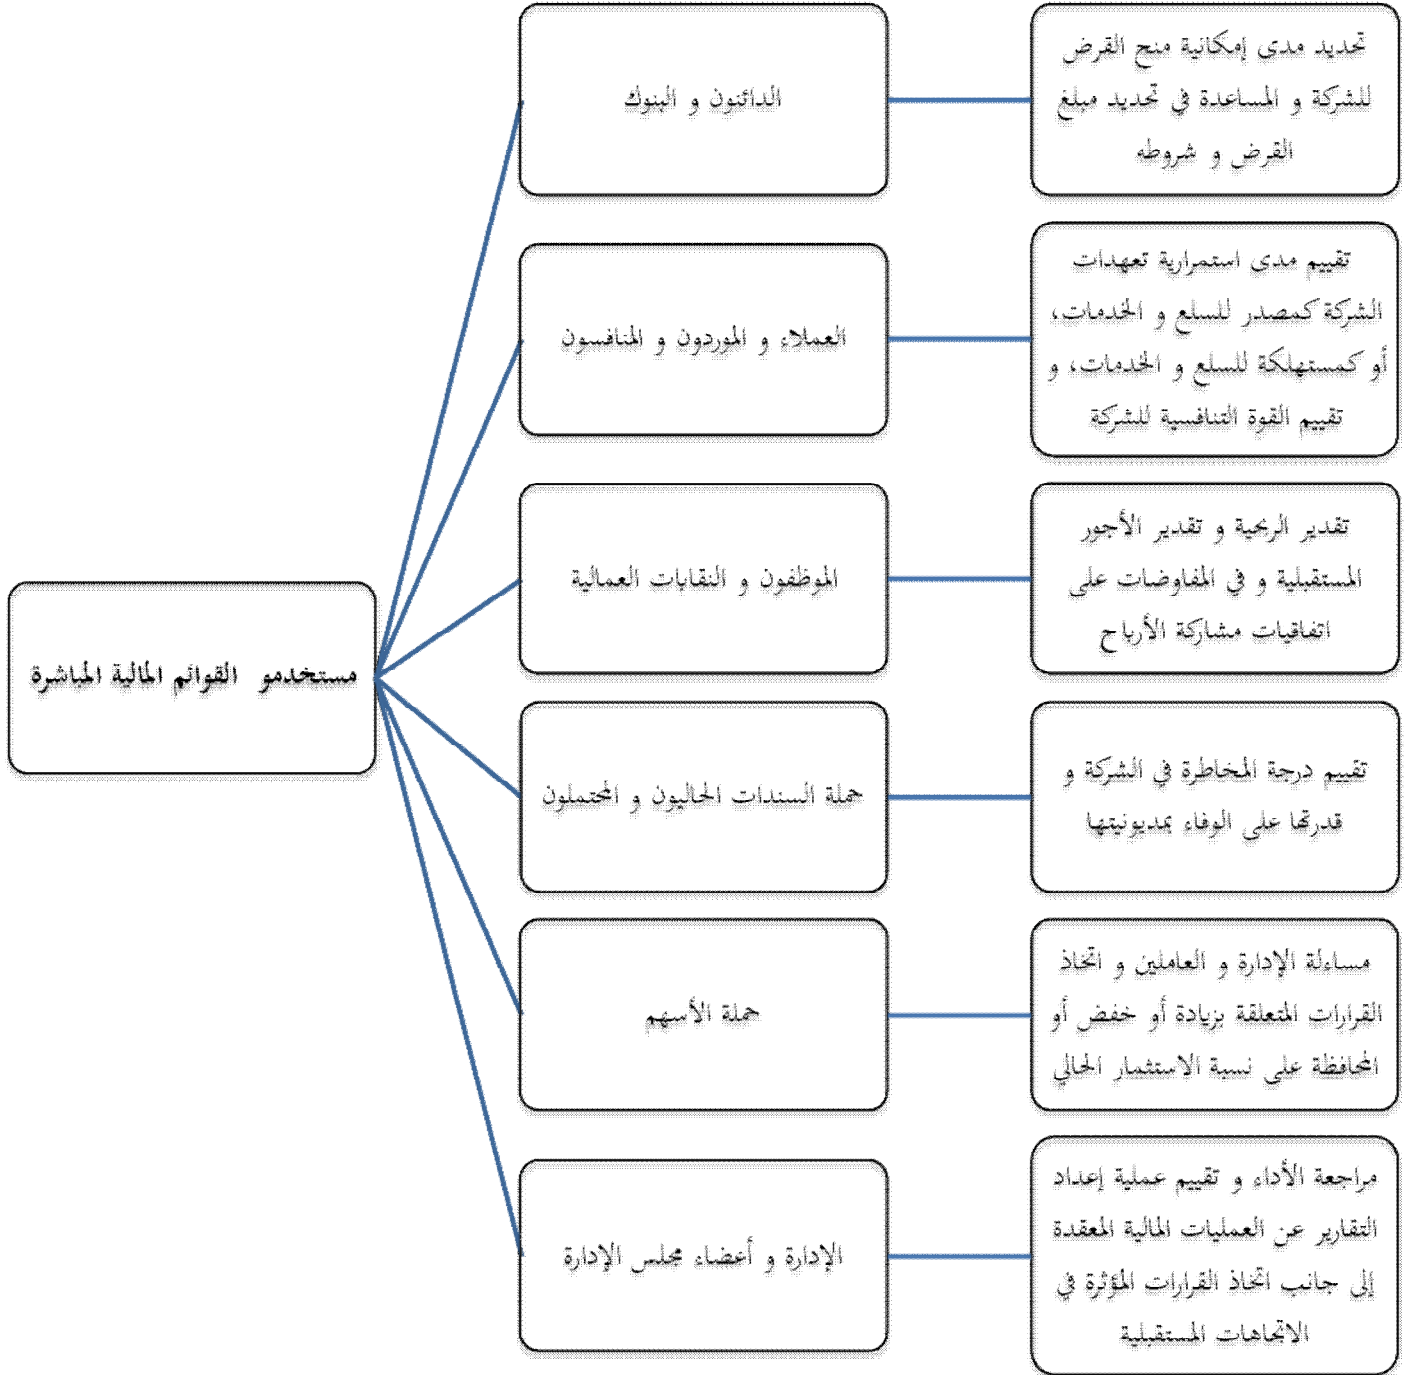 مستخدمو القوائم المالية المباشرة
الدائنون و البنوك
تحديد مدى إمكانية منح القرض
للشركة و المساعدة في تحديد مبلغ
القرض و شروطه
العملاء و الموردون و المنافسون
تقييم مدى استمرارية تعهدات
الشركة كمصدر للسلع و الخدمات،
أو كمستهلكة للسلع و الخدمات، و
تقييم القوة التنافسية للشركة
الموظفون و النقابات العمالية
تقدير الربحية و تقدير الأجور
المستقبلية و في المفاوضات على
اتفاقيات مشاركة الأرباح
حملة السندات الحاليون و المحتملون
تقييم درجة المخاطرة في الشركة و
قدرتها على الوفاء بمديونيتها
حملة الأسهم
مساءلة الإدارة و العاملين و اتخاذ
القرارات المتعلقة بزيادة أو خفض أو
المحافظة على نسبة الاستثمار الحالي
الإدارة و أعضاء مجلس الإدارة
مراجعة الأداء و تقييم عملية إعداد
التقارير عن العمليات المالية المعقدة
إلى جانب اتخاذ القرارات المؤثرة في
الاتجاهات المستقبلية